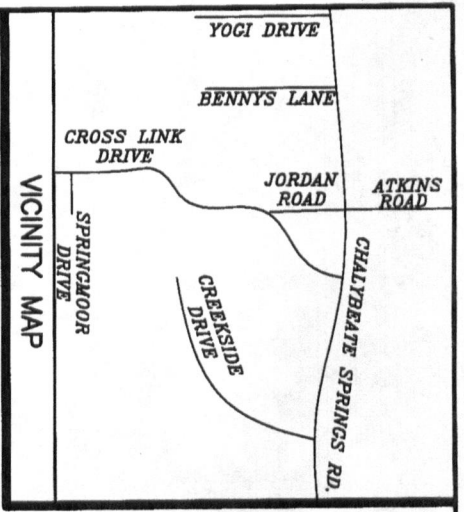 YOGI DRIVE
BENNYS LANE
CROSS LINK
DRIVE
JORDAN
ROAD
ATKINS
ROAD
SPRINGMOOR
DRIVE
CREEKSIDE
DRIVE
CHALYBEATE SPRINGS RD.
VICINITY MAP